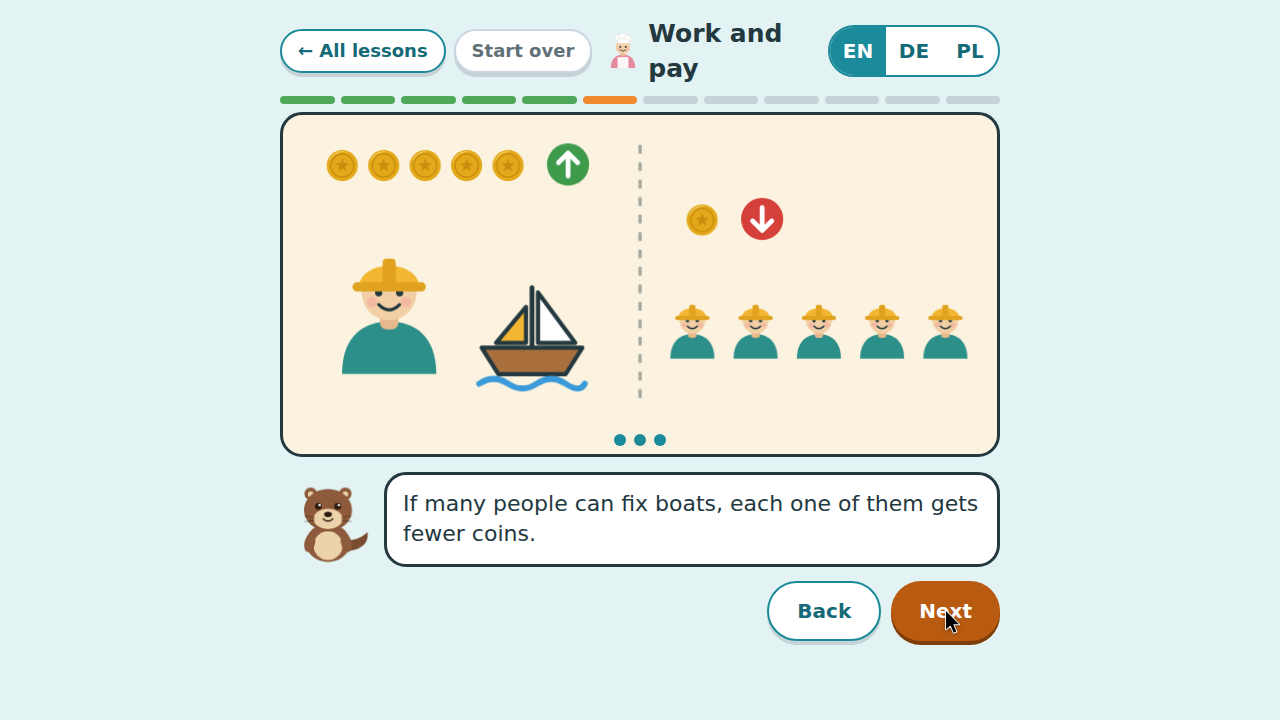 ← All lessons
Start over
Work and
pay
EN DE PL
If many people can fix boats, each one of them gets
fewer coins.
Back
Next